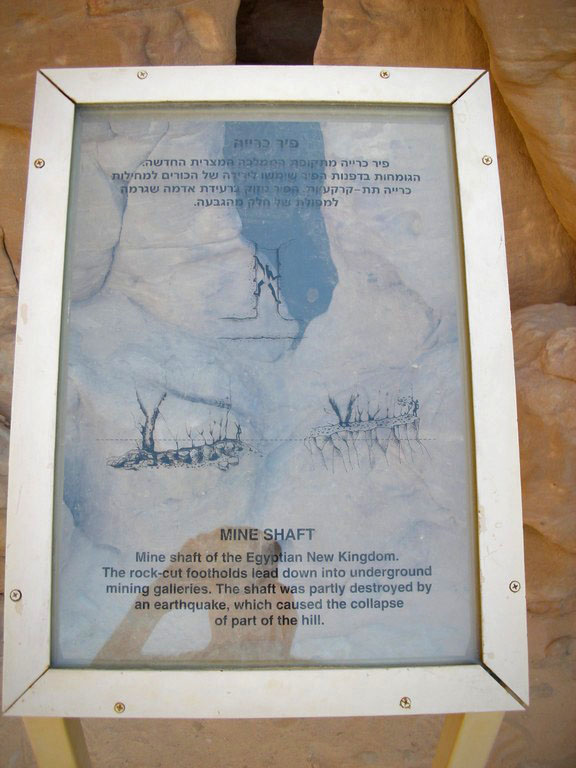 פיר כרייה
פיר כרייה מתקופת הממלכה המצרית החדשה.
הגומחות בדפנות הפיר שימשו לירידה של הכורים למחילות
כרייה תת-קרקעיות. הפיר ניזוק ברעידת אדמה שגרמה
למפולת של חלק מהגבעה.
MINE SHAFT
Mine shaft of the Egyptian New Kingdom.
The rock-cut footholds lead down into underground
mining galleries. The shaft was partly destroyed by
an earthquake, which caused the collapse
of part of the hill.